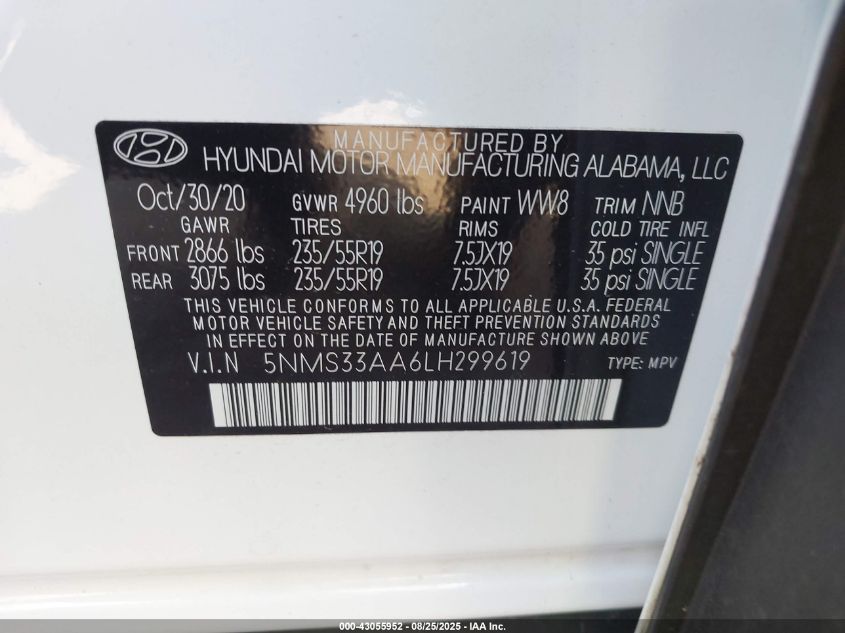 MANUFACTURED BY
HYUNDAI MOTOR MANUFACTURING ALABAMA, LLC
Oct/30/20 GVWR 4960 lbs PAINT WW8 TRIM NNB
GAWR TIRES RIMS COLD TIRE INFL
FRONT 2866 lbs 235/55R19 7.5JX19 35 psi SINGLE
REAR 3075 lbs 235/55R19 7.5JX19 35 psi SINGLE
THIS VEHICLE CONFORMS TO ALL APPLICABLE U.S.A. FEDERAL
MOTOR VEHICLE SAFETY AND THEFT PREVENTION STANDARDS
IN EFFECT ON THE DATE OF MANUFACTURE SHOWN ABOVE
V.I.N 5NMS33AA6LH299619 TYPE: MPV
000-43055952 - 08/25/2025 - IAA Inc.